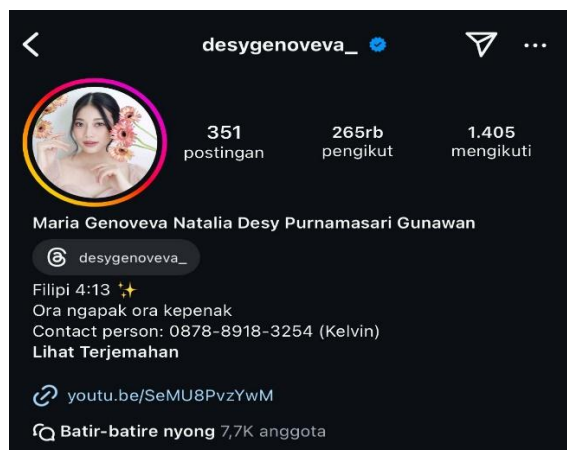 desygenoveva_
351 265rb 1.405
postingan pengikut mengikuti
Maria Genoveva Natalia Desy Purnamasari Gunawan
desygenoveva_
Filipi 4:13 ✨
Ora ngapak ora kepenak
Contact person: 0878-8918-3254 (Kelvin)
Lihat Terjemahan
youtu.be/SeMU8PvzYwM
Batir-batire nyong 7,7K anggota